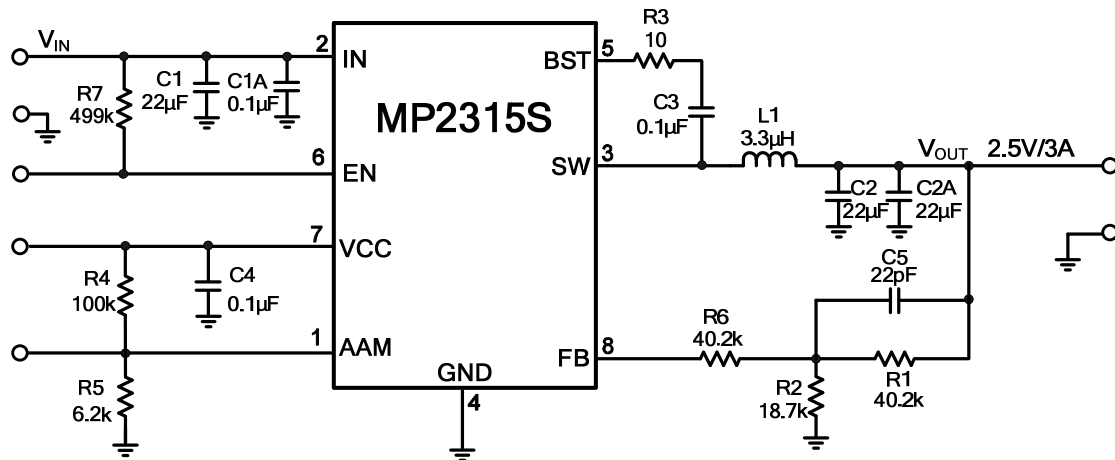 VIN
R7
499k
C1
22µF
C1A
0.1µF
2
IN
6
EN
7
VCC
R4
100k
C4
0.1µF
1
AAM
R5
6.2k
MP2315S
GND
4
BST
5
R3
10
C3
0.1µF
SW
3
L1
3.3µH
VOUT 2.5V/3A
C2
22µF
C2A
22µF
C5
22pF
FB
8
R6
40.2k
R2
18.7k
R1
40.2k